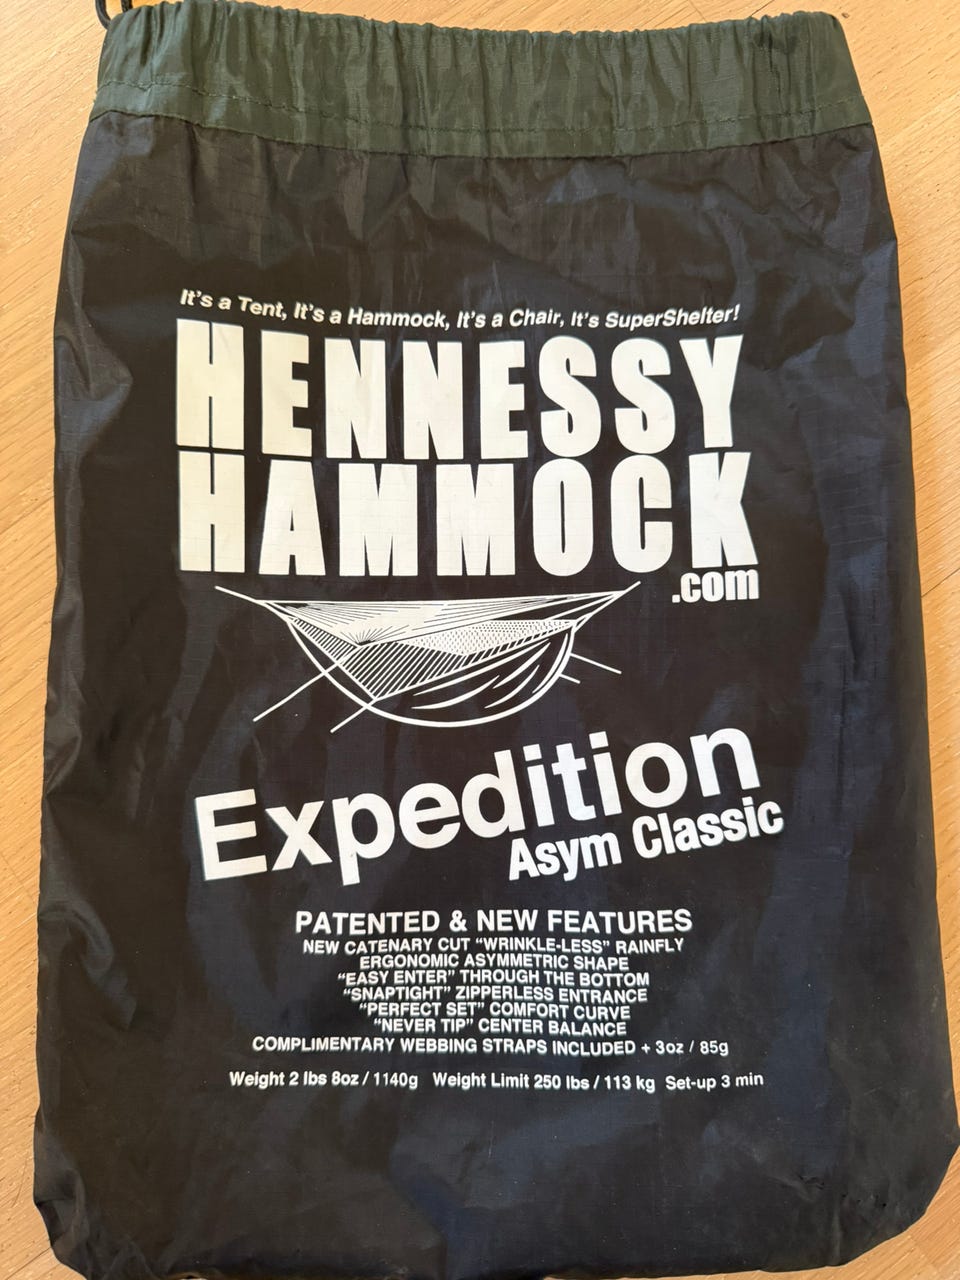 It's a Tent, It's a Hammock, It's a Chair, It's SuperShelter!
HENNESSY
HAMMOCK
.com
Expedition
Asym Classic
PATENTED & NEW FEATURES
NEW CATENARY CUT “WRINKLE-LESS” RAINFLY
ERGONOMIC ASYMMETRIC SHAPE
“EASY ENTER” THROUGH THE BOTTOM
“SNAPTIGHT” ZIPPERLESS ENTRANCE
“PERFECT SET” COMFORT CURVE
“NEVER TIP” CENTER BALANCE
COMPLIMENTARY WEBBING STRAPS INCLUDED + 3oz / 85g
Weight 2 lbs 8oz / 1140g Weight Limit 250 lbs / 113 kg Set-up 3 min